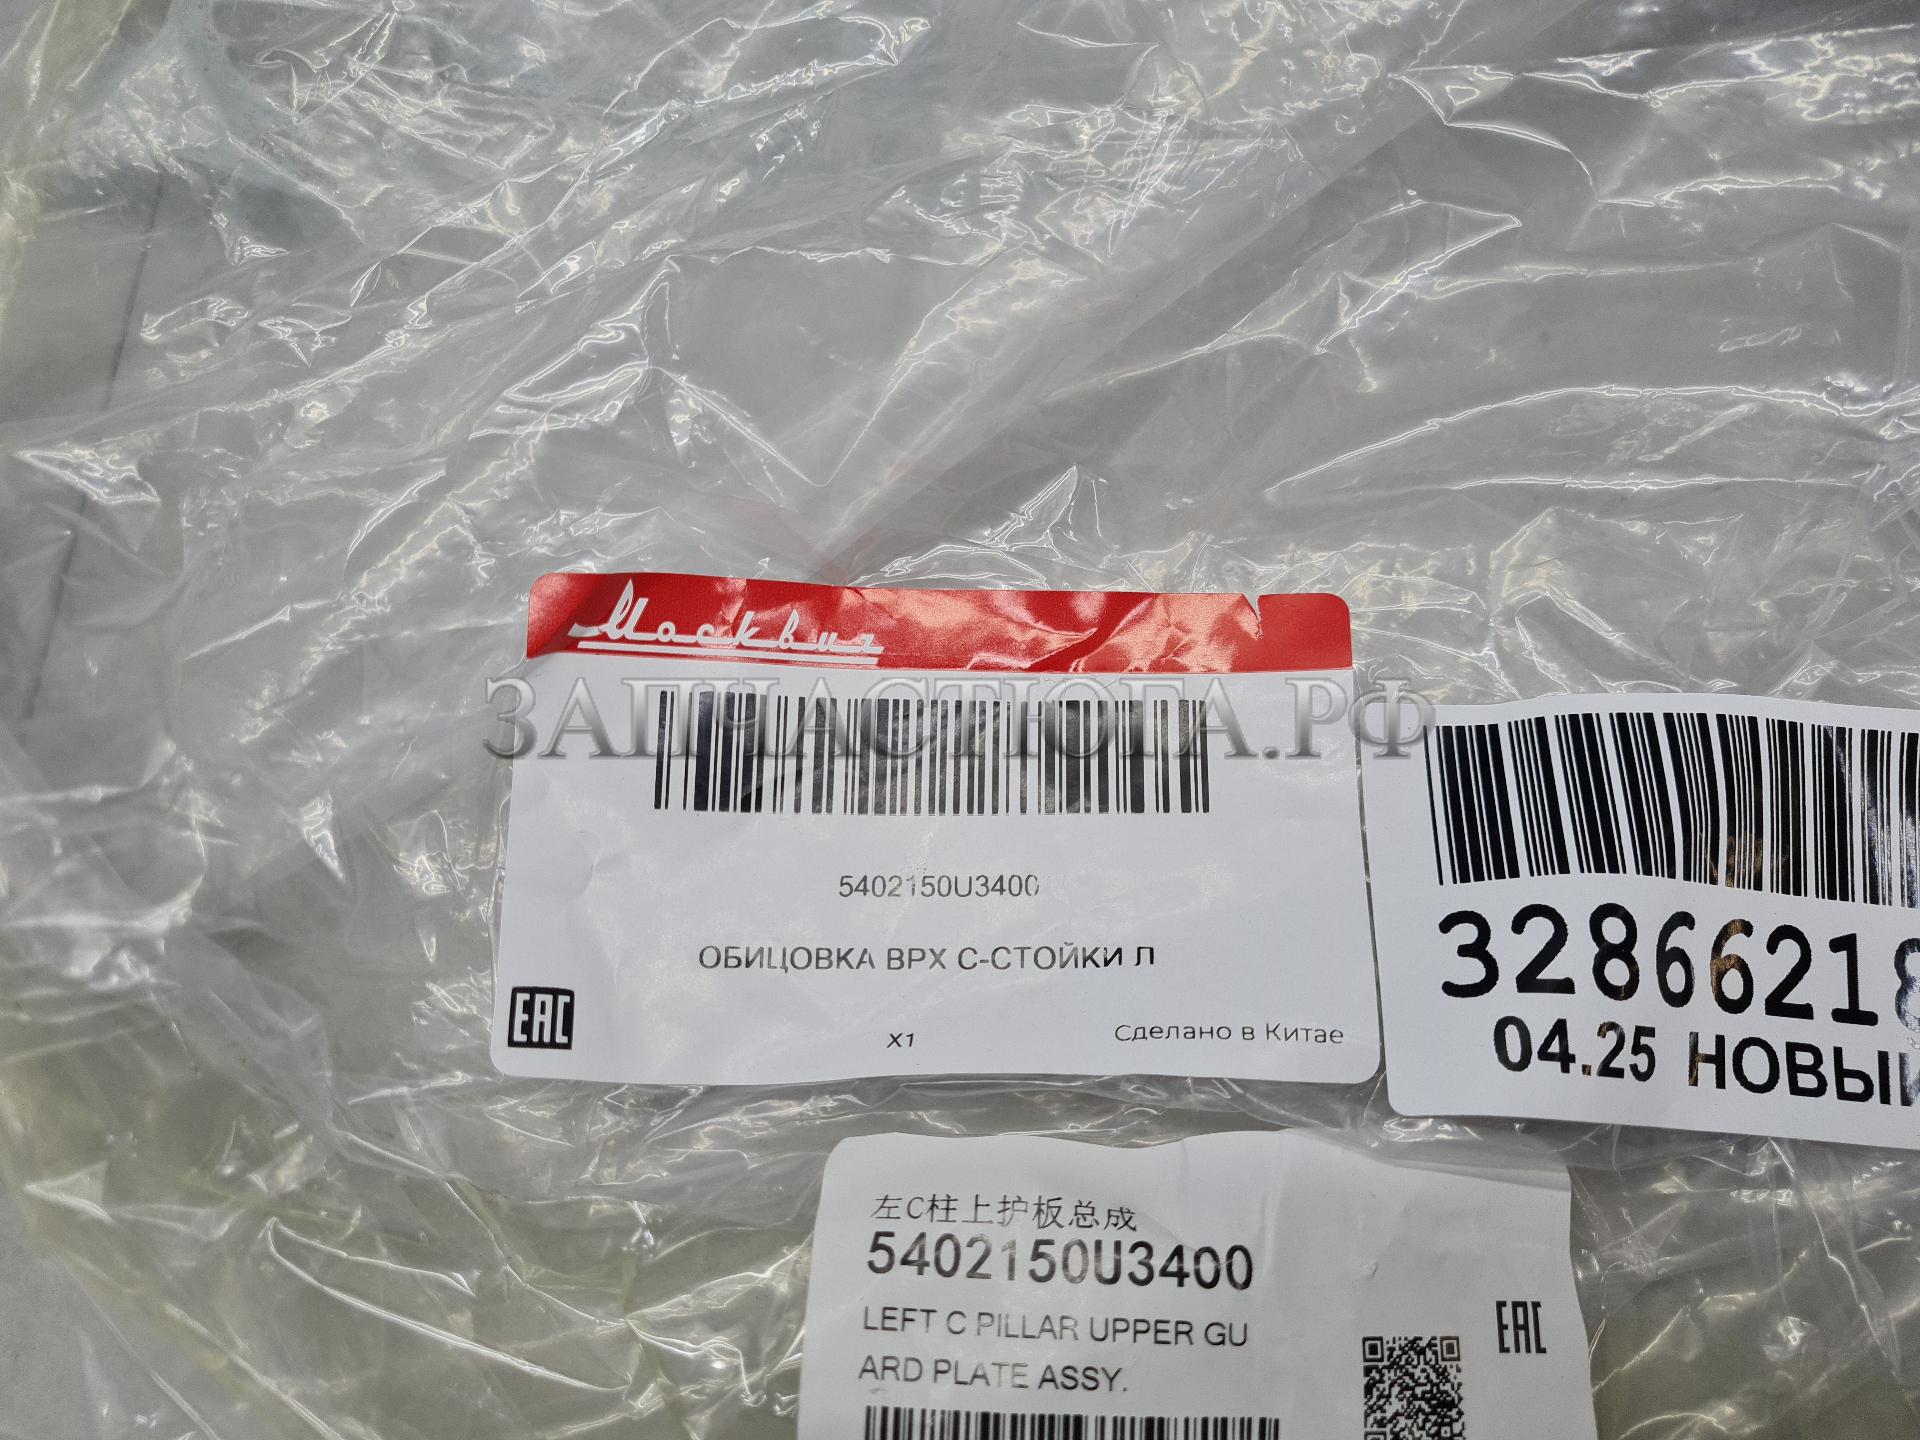 Москвич
ЗАПЧАСТЮГА.РФ
5402150U3400
ОБИЦОВКА ВРХ С-СТОЙКИ Л
EAC
X1
Сделано в Китае
3286621
04.25 НОВЫЙ
左C柱上护板总成
5402150U3400
LEFT C PILLAR UPPER GU
ARD PLATE ASSY.
EAC